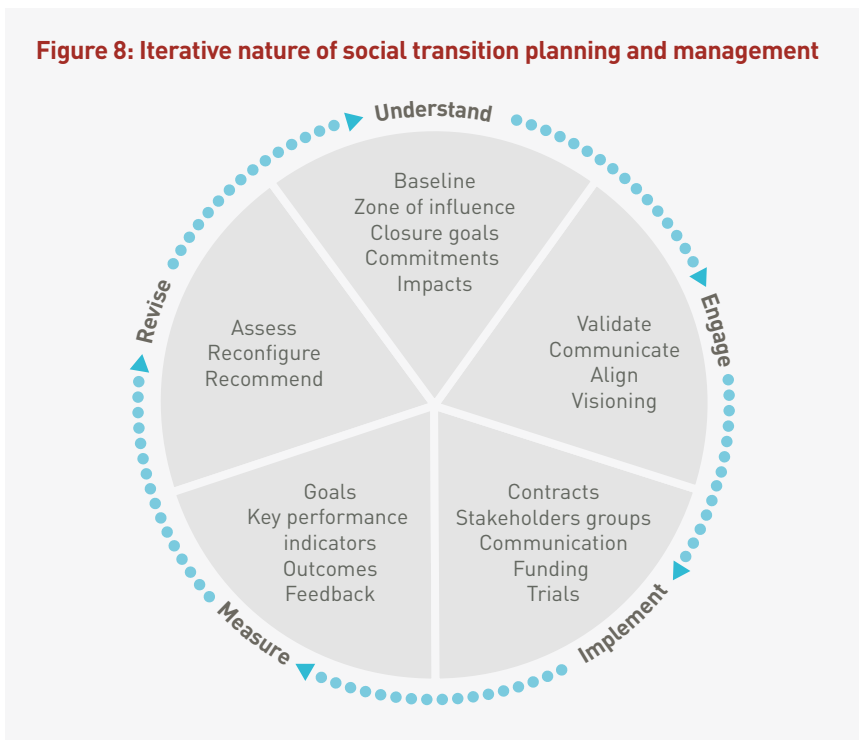 Figure 8: Iterative nature of social transition planning and management
Understand
Baseline
Zone of influence
Closure goals
Commitments
Impacts
Engage
Validate
Communicate
Align
Visioning
Implement
Contracts
Stakeholders groups
Communication
Funding
Trials
Measure
Goals
Key performance
indicators
Outcomes
Feedback
Revise
Assess
Reconfigure
Recommend